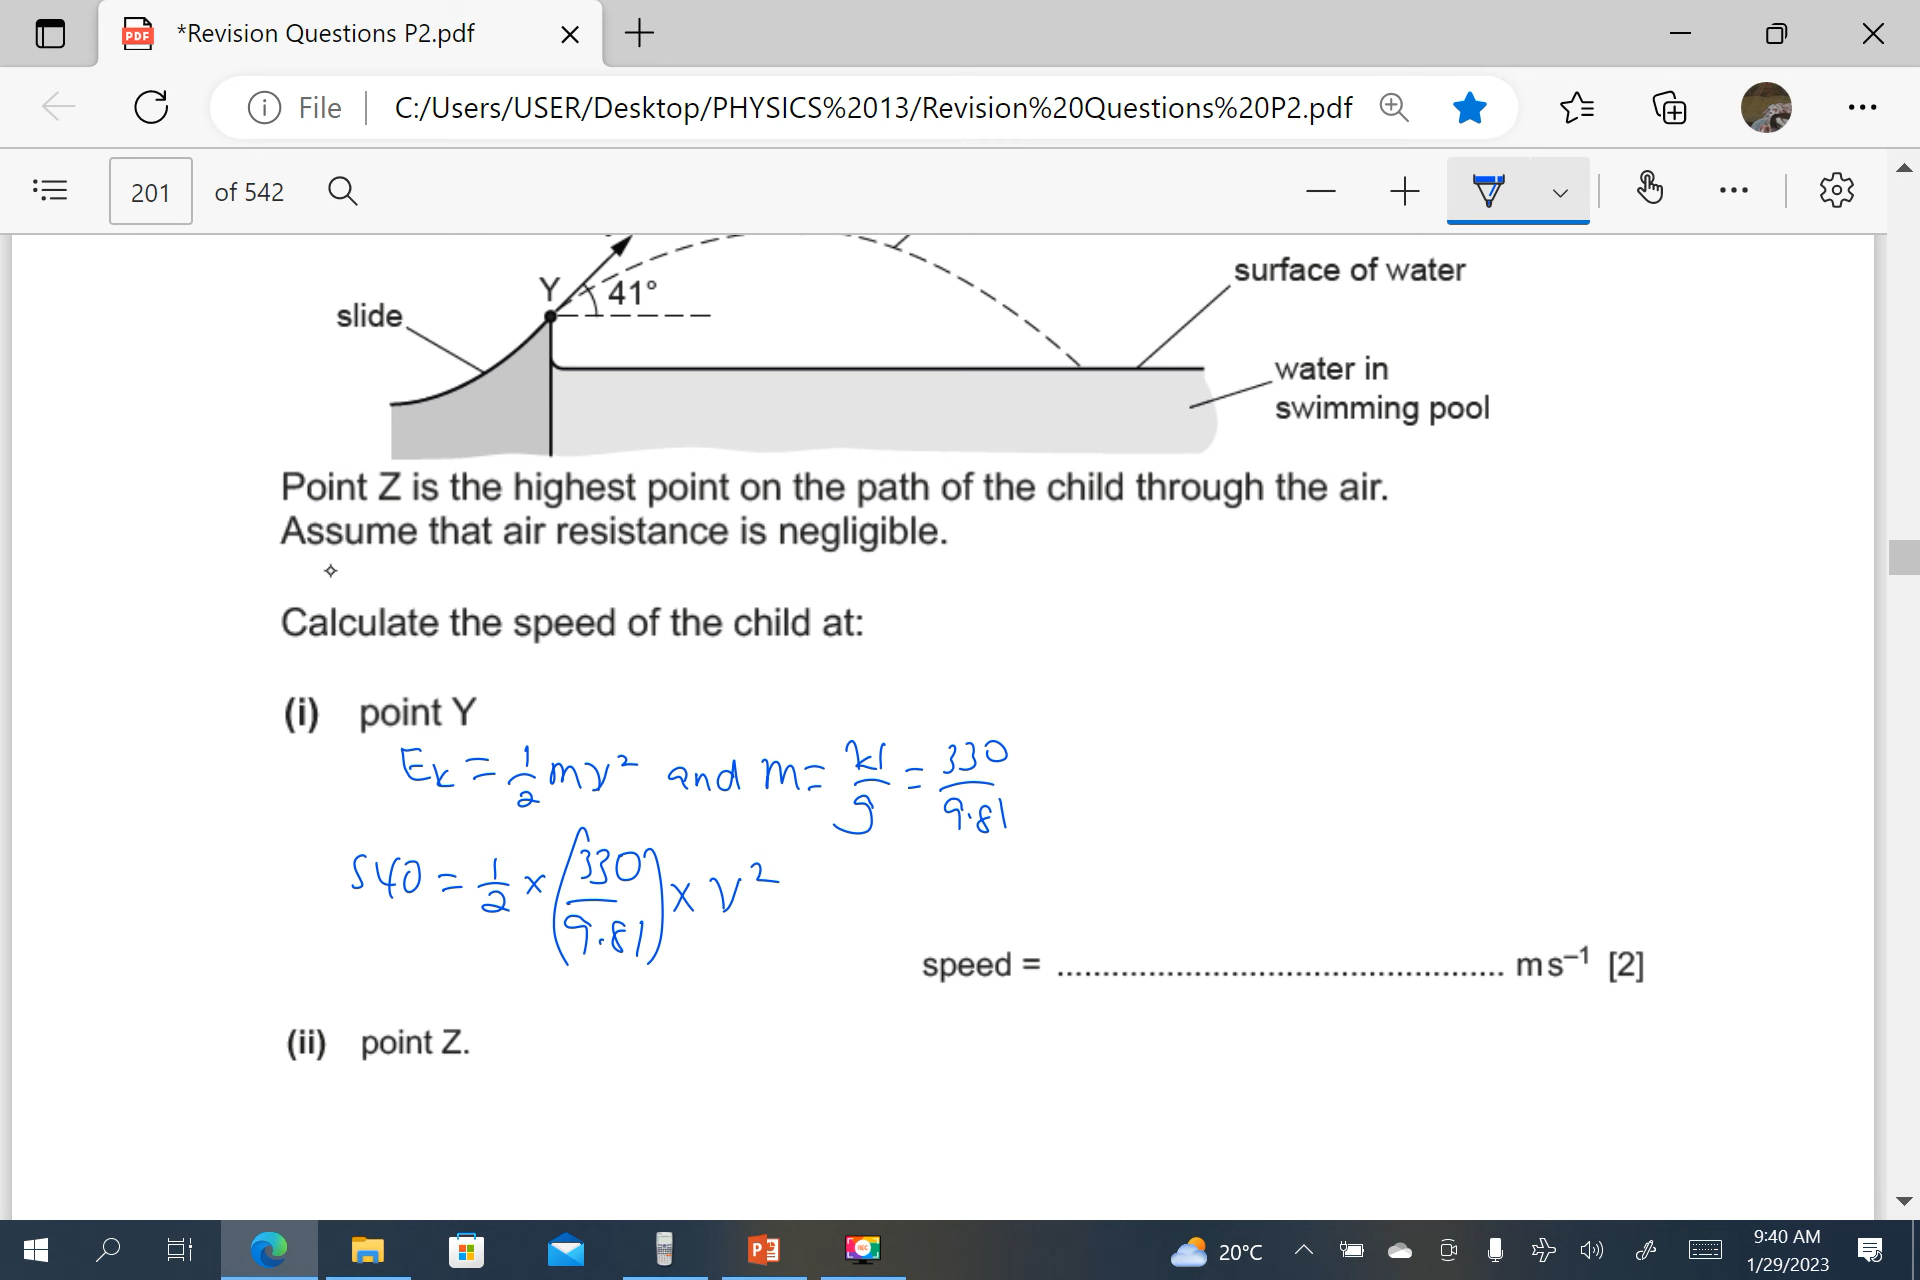 *Revision Questions P2.pdf
File
C:/Users/USER/Desktop/PHYSICS%2013/Revision%20Questions%20P2.pdf
201 of 542
surface of water
Y
41°
slide
water in
swimming pool
Point Z is the highest point on the path of the child through the air.
Assume that air resistance is negligible.
Calculate the speed of the child at:
(i) point Y
Ek = 1/2 mv² and m = W/g = 330/9.81
540 = 1/2 × (330/9.81) × v²
speed = .................................................. m s⁻¹ [2]
(ii) point Z.
20°C
9:40 AM
1/29/2023